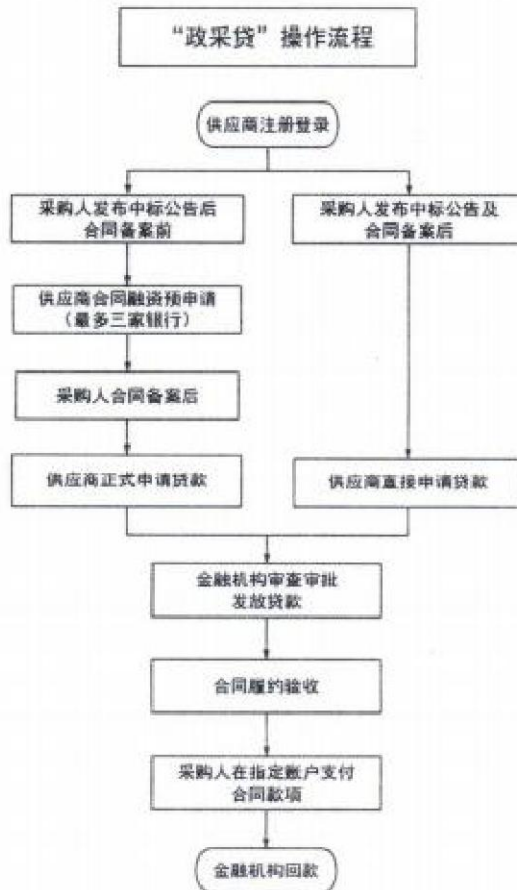 “政采贷”操作流程
供应商注册登录
采购人发布中标公告后
合同备案前
采购人发布中标公告及
合同备案后
供应商合同融资预申请
（最多三家银行）
采购人合同备案后
供应商正式申请贷款
供应商直接申请贷款
金融机构审查审批
发放贷款
合同履约验收
采购人在指定账户支付
合同款项
金融机构回款